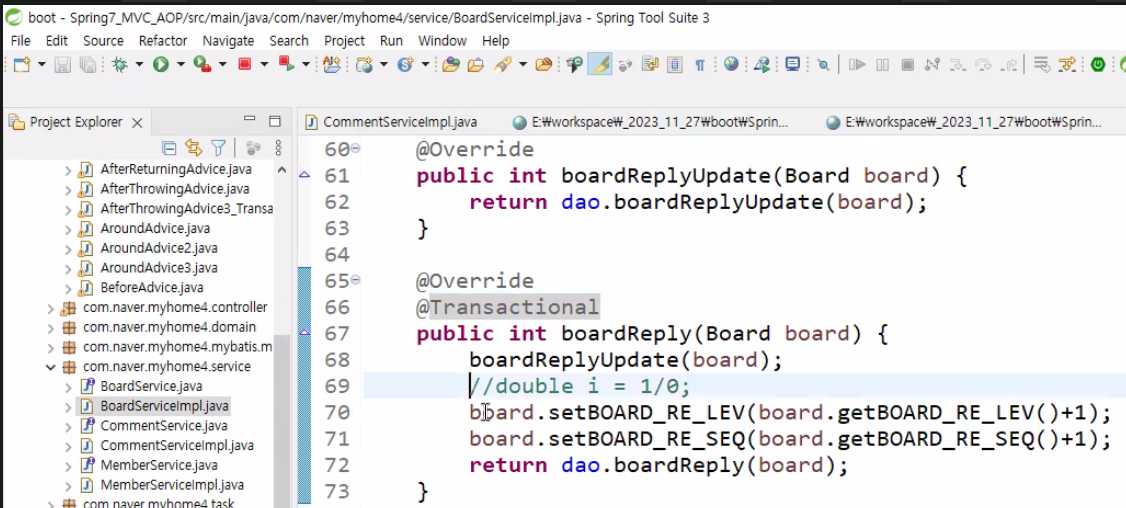 boot - Spring7_MVC_AOP/src/main/java/com/naver/myhome4/service/BoardServiceImpl.java - Spring Tool Suite 3
File Edit Source Refactor Navigate Search Project Run Window Help
Project Explorer
AfterReturningAdvice.java
AfterThrowingAdvice.java
AfterThrowingAdvice3_Transa
AroundAdvice.java
AroundAdvice2.java
AroundAdvice3.java
BeforeAdvice.java
com.naver.myhome4.controller
com.naver.myhome4.domain
com.naver.myhome4.mybatis.m
com.naver.myhome4.service
BoardService.java
BoardServiceImpl.java
CommentService.java
CommentServiceImpl.java
MemberService.java
MemberServiceImpl.java
com.naver.myhome4.task
CommentServiceImpl.java E:₩workspace₩_2023_11_27₩boot₩Sprin... E:₩workspace₩_2023_11_27₩boot₩Sprin...
60 @Override
61 public int boardReplyUpdate(Board board) {
62 return dao.boardReplyUpdate(board);
63 }
64
65 @Override
66 @Transactional
67 public int boardReply(Board board) {
68 boardReplyUpdate(board);
69 //double i = 1/0;
70 board.setBOARD_RE_LEV(board.getBOARD_RE_LEV()+1);
71 board.setBOARD_RE_SEQ(board.getBOARD_RE_SEQ()+1);
72 return dao.boardReply(board);
73 }